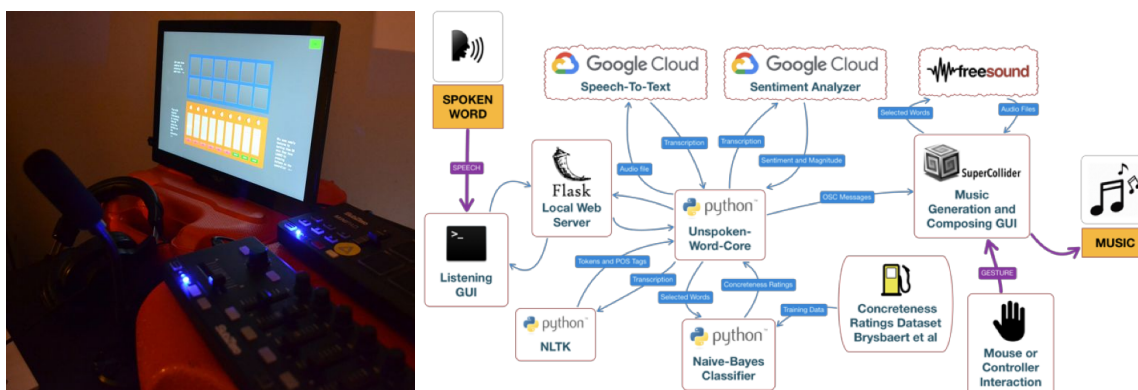 SPOKEN
WORD
SPEECH
>_
Listening
GUI
Flask
Local Web
Server
Google Cloud
Speech-To-Text
Audio file
Transcription
Google Cloud
Sentiment Analyzer
Transcription
Sentiment and Magnitude
python™
Unspoken-
Word-Core
Tokens and POS Tags
Transcription
python™
NLTK
Selected Words
Concreteness Ratings
python™
Naive-Bayes
Classifier
Training Data
Concreteness
Ratings Dataset
Brysbaert et al
OSC Messages
freesound
Selected Words
Audio Files
SuperCollider
Music
Generation and
Composing GUI
GESTURE
Mouse or
Controller
Interaction
MUSIC